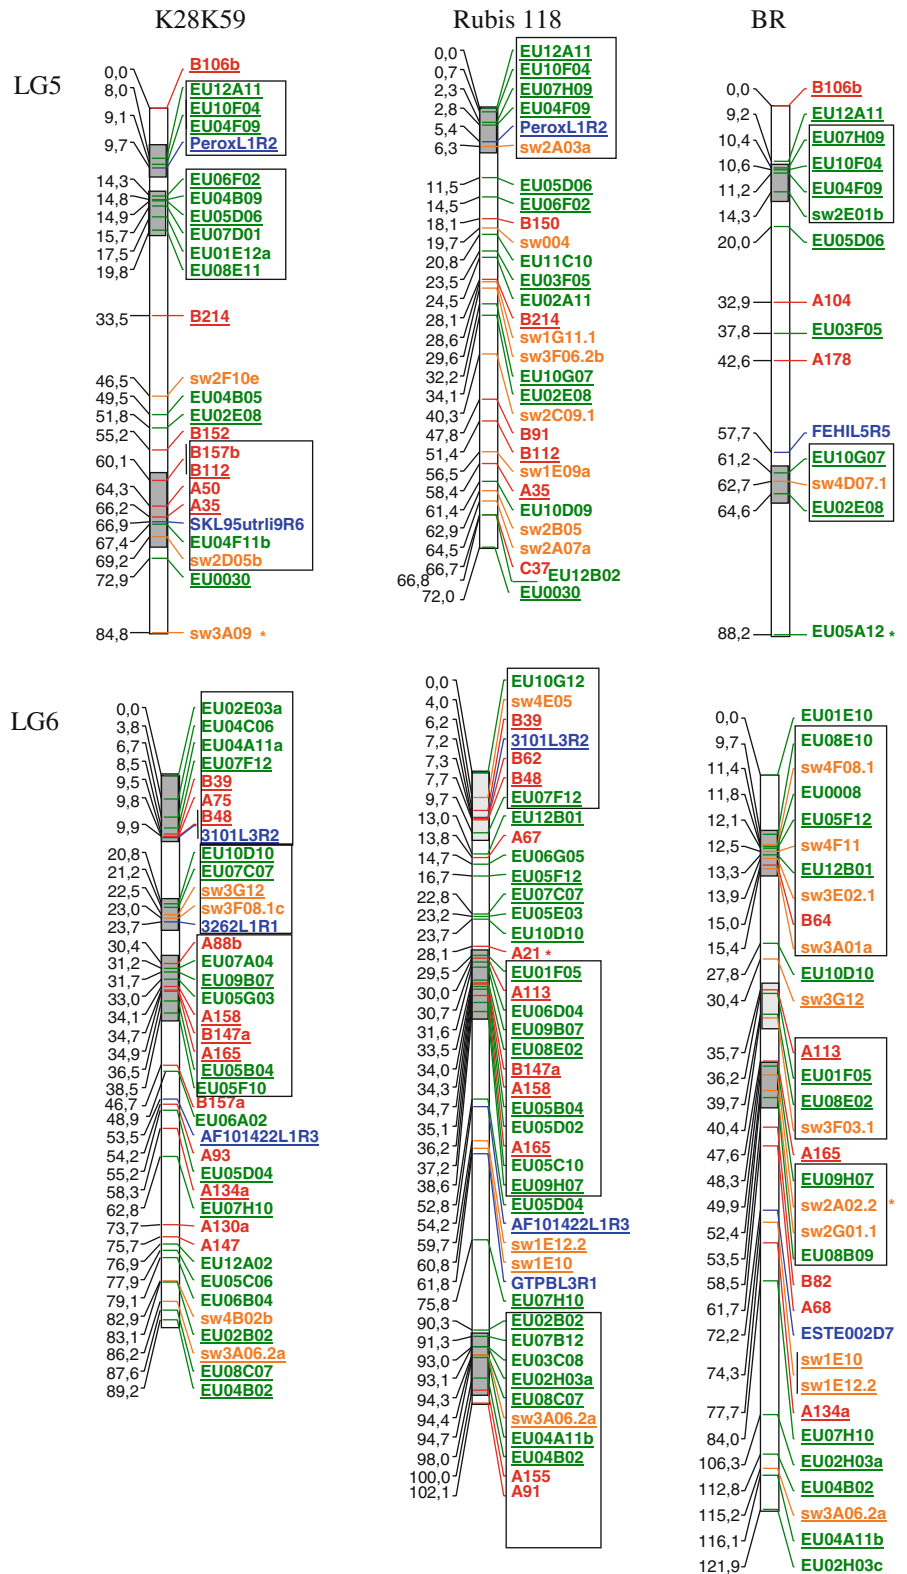 K28K59
Rubis 118
BR
LG5
0,0
8,0
9,1
9,7
14,3
14,8
14,9
15,7
17,5
19,8
33,5
46,5
49,5
51,8
55,2
60,1
64,3
66,2
66,9
67,4
69,2
72,9
84,8
B106b
EU12A11
EU10F04
EU04F09
PeroxL1R2
EU06F02
EU04B09
EU05D06
EU07D01
EU01E12a
EU08E11
B214
sw2F10e
EU04B05
EU02E08
B152
B157b
B112
A50
A35
SKL95utrli9R6
EU04F11b
sw2D05b
EU0030
sw3A09 *
0,0
0,7
2,3
2,8
5,4
6,3
11,5
14,5
18,1
19,7
20,8
23,5
24,5
28,1
28,6
29,6
32,2
34,1
40,3
47,8
51,4
56,5
58,4
61,4
62,9
64,5
66,7
66,8
72,0
EU12A11
EU10F04
EU07H09
EU04F09
PeroxL1R2
sw2A03a
EU05D06
EU06F02
B150
sw004
EU11C10
EU03F05
EU02A11
B214
sw1G11.1
sw3F06.2b
EU10G07
EU02E08
sw2C09.1
B91
B112
sw1E09a
A35
EU10D09
sw2B05
sw2A07a
C37
EU12B02
EU0030
0,0
9,2
10,4
10,6
11,2
14,3
20,0
32,9
37,8
42,6
57,7
61,2
62,7
64,6
88,2
B106b
EU12A11
EU07H09
EU10F04
EU04F09
sw2E01b
EU05D06
A104
EU03F05
A178
FEHIL5R5
EU10G07
sw4D07.1
EU02E08
EU05A12 *
LG6
0,0
3,8
6,7
8,5
9,5
9,8
9,9
20,8
21,2
22,5
23,0
23,7
30,4
31,2
31,7
33,0
34,1
34,7
34,9
36,5
38,5
46,7
48,9
53,5
54,2
55,2
58,3
62,8
73,7
75,7
76,9
77,9
79,1
82,9
83,1
86,2
87,6
89,2
EU02E03a
EU04C06
EU04A11a
EU07F12
B39
A75
B48
3101L3R2
EU10D10
EU07C07
sw3G12
sw3F08.1c
3262L1R1
A88b
EU07A04
EU09B07
EU05G03
A158
B147a
A165
EU05B04
EU05F10
B157a
EU06A02
AF101422L1R3
A93
EU05D04
A134a
EU07H10
A130a
A147
EU12A02
EU05C06
EU06B04
sw4B02b
EU02B02
sw3A06.2a
EU08C07
EU04B02
0,0
4,0
6,2
7,2
7,3
7,7
9,7
13,0
13,8
14,7
16,7
22,8
23,2
23,7
28,1
29,5
30,0
30,7
31,6
33,5
34,0
34,3
34,7
35,1
36,2
37,2
38,6
52,8
54,2
59,7
60,8
61,8
75,8
90,3
91,3
93,0
93,1
94,3
94,4
94,7
98,0
100,0
102,1
EU10G12
sw4E05
B39
3101L3R2
B62
B48
EU07F12
EU12B01
A67
EU06G05
EU05F12
EU07C07
EU05E03
EU10D10
A21 *
EU01F05
A113
EU06D04
EU09B07
EU08E02
B147a
A158
EU05B04
EU05D02
A165
EU05C10
EU09H07
EU05D04
AF101422L1R3
sw1E12.2
sw1E10
GTPBL3R1
EU07H10
EU02B02
EU07B12
EU03C08
EU02H03a
EU08C07
sw3A06.2a
EU04A11b
EU04B02
A155
A91
0,0
9,7
11,4
11,8
12,1
12,5
13,3
13,9
15,0
15,4
27,8
30,4
35,7
36,2
39,7
40,4
47,6
48,3
49,9
52,4
53,5
58,5
61,7
72,2
74,3
77,7
84,0
106,3
112,8
115,2
116,1
121,9
EU01E10
EU08E10
sw4F08.1
EU0008
EU05F12
sw4F11
EU12B01
sw3E02.1
B64
sw3A01a
EU10D10
sw3G12
A113
EU01F05
EU08E02
sw3F03.1
A165
EU09H07
sw2A02.2 *
sw2G01.1
EU08B09
B82
A68
ESTE002D7
sw1E10
sw1E12.2
A134a
EU07H10
EU02H03a
EU04B02
sw3A06.2a
EU04A11b
EU02H03c